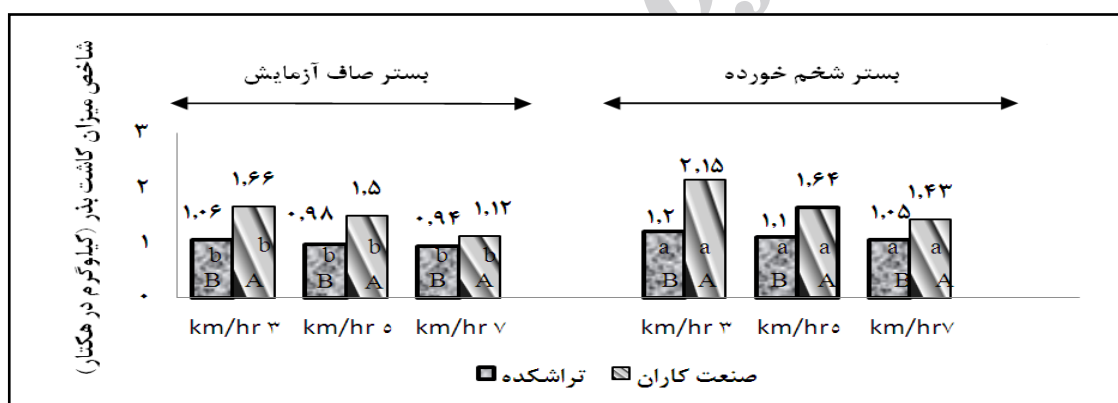 شاخص میزان کاشت بذر (کیلوگرم در هکتار)
بستر صاف آزمایش
بستر شخم خورده
۳
۲
۱
۰
۱,۰۶ ۱,۶۶ ۰,۹۸ ۱,۵ ۰,۹۴ ۱,۱۲ ۱,۲ ۲,۱۵ ۱,۱ ۱,۶۴ ۱,۰۵ ۱,۴۳
b b b b b b a a a a a a
B A B A B A B A B A B A
km/hr ۳ km/hr ۵ km/hr ۷ km/hr ۳ km/hr۵ km/hr۷
تراشکده صنعت کاران